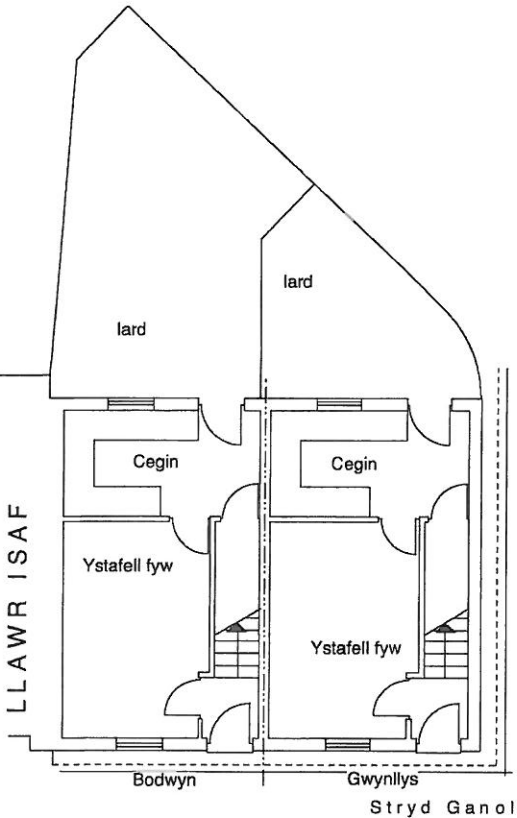 Iard
Iard
Cegin
Cegin
Ystafell fyw
Ystafell fyw
LLAWR ISAF
Bodwyn
Gwynllys
Stryd Ganol